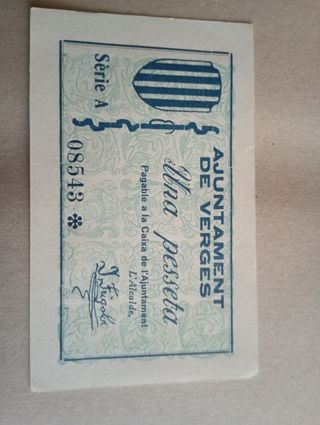 AJUNTAMENT
DE VERGES
Una pesseta
Pagable a la Caixa de l'Ajuntament
L'Alcalde,
Sèrie A
08543 *